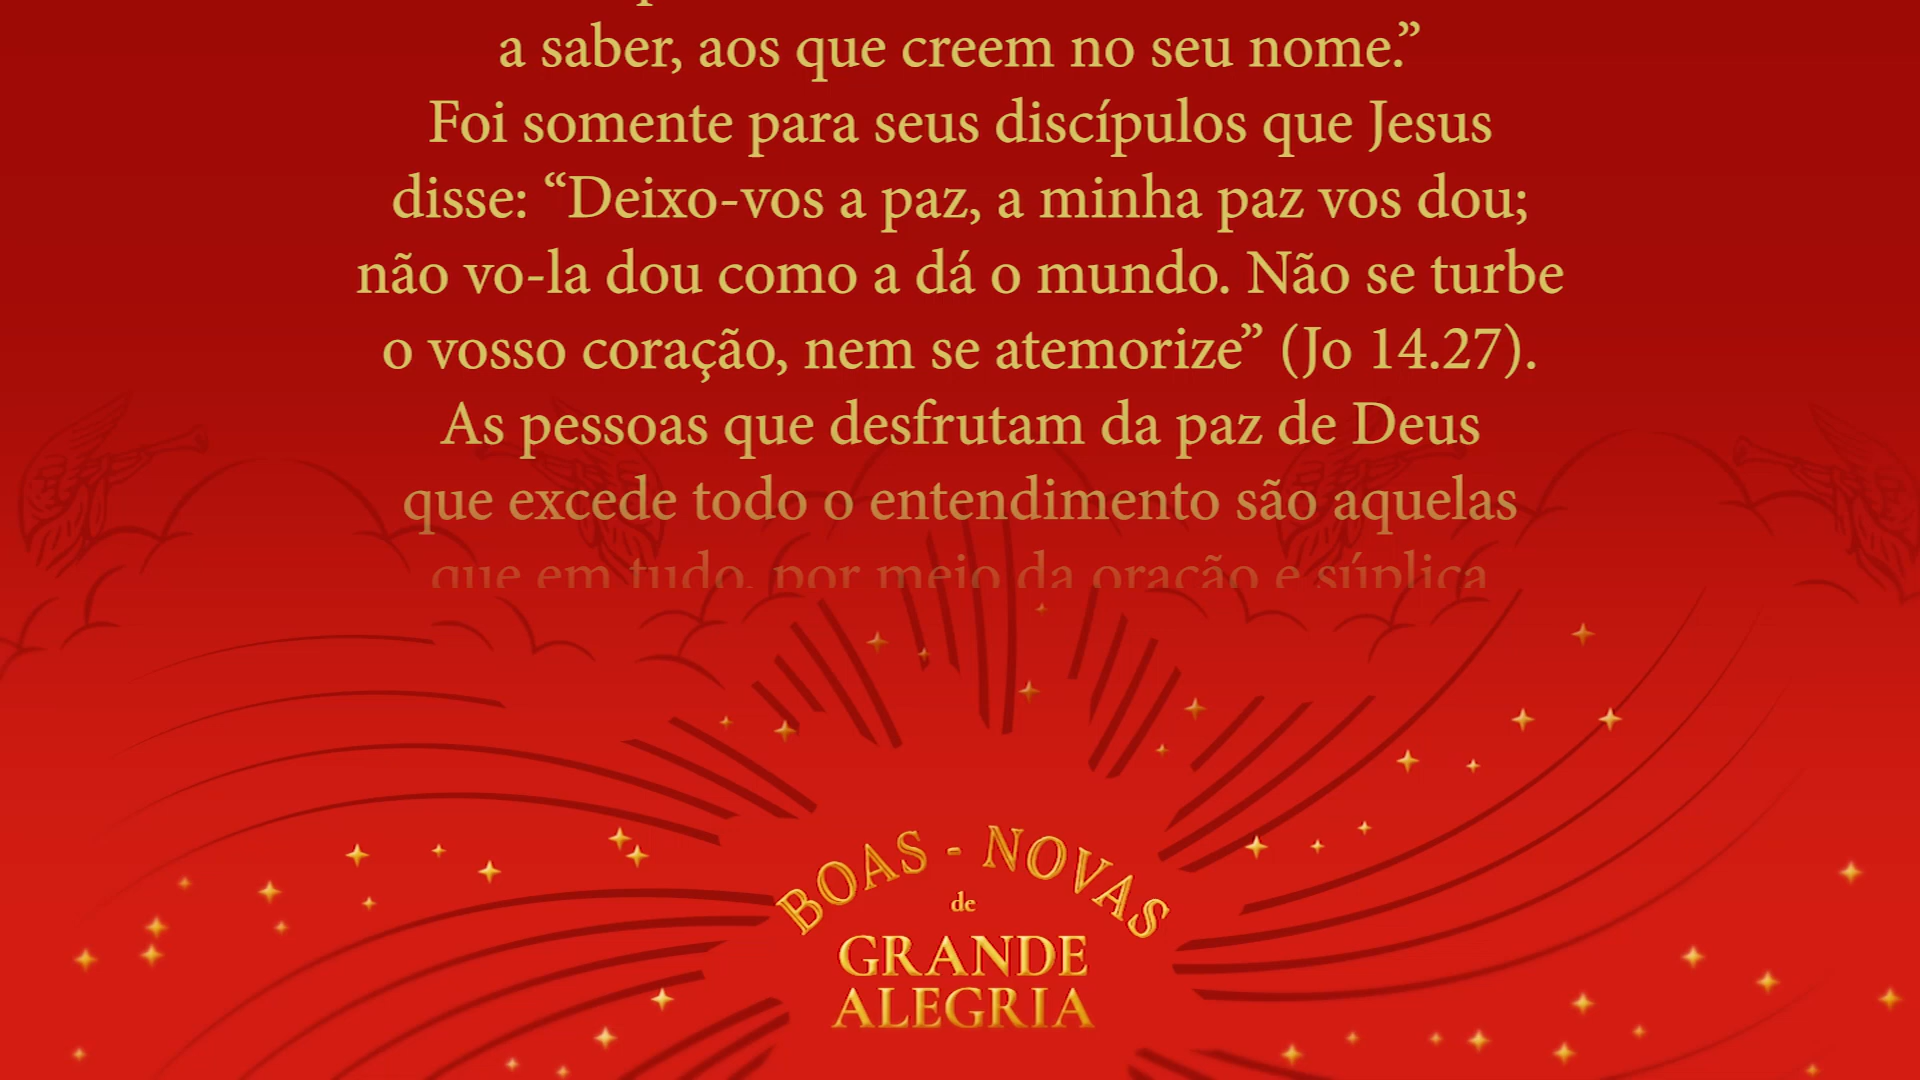 a saber, aos que creem no seu nome.”
Foi somente para seus discípulos que Jesus
disse: “Deixo-vos a paz, a minha paz vos dou;
não vo-la dou como a dá o mundo. Não se turbe
o vosso coração, nem se atemorize” (Jo 14.27).
As pessoas que desfrutam da paz de Deus
que excede todo o entendimento são aquelas
que em tudo, por meio da oração e súplica
BOAS - NOVAS
de
GRANDE
ALEGRIA